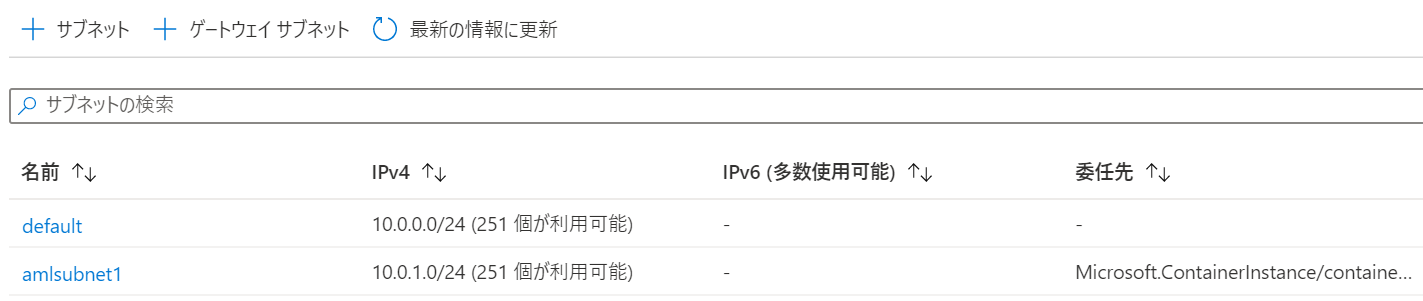 サブネット ゲートウェイ サブネット 最新の情報に更新
サブネットの検索
名前 IPv4 IPv6 (多数使用可能) 委任先
default 10.0.0.0/24 (251 個が利用可能) - -
amlsubnet1 10.0.1.0/24 (251 個が利用可能) - Microsoft.ContainerInstance/containe...